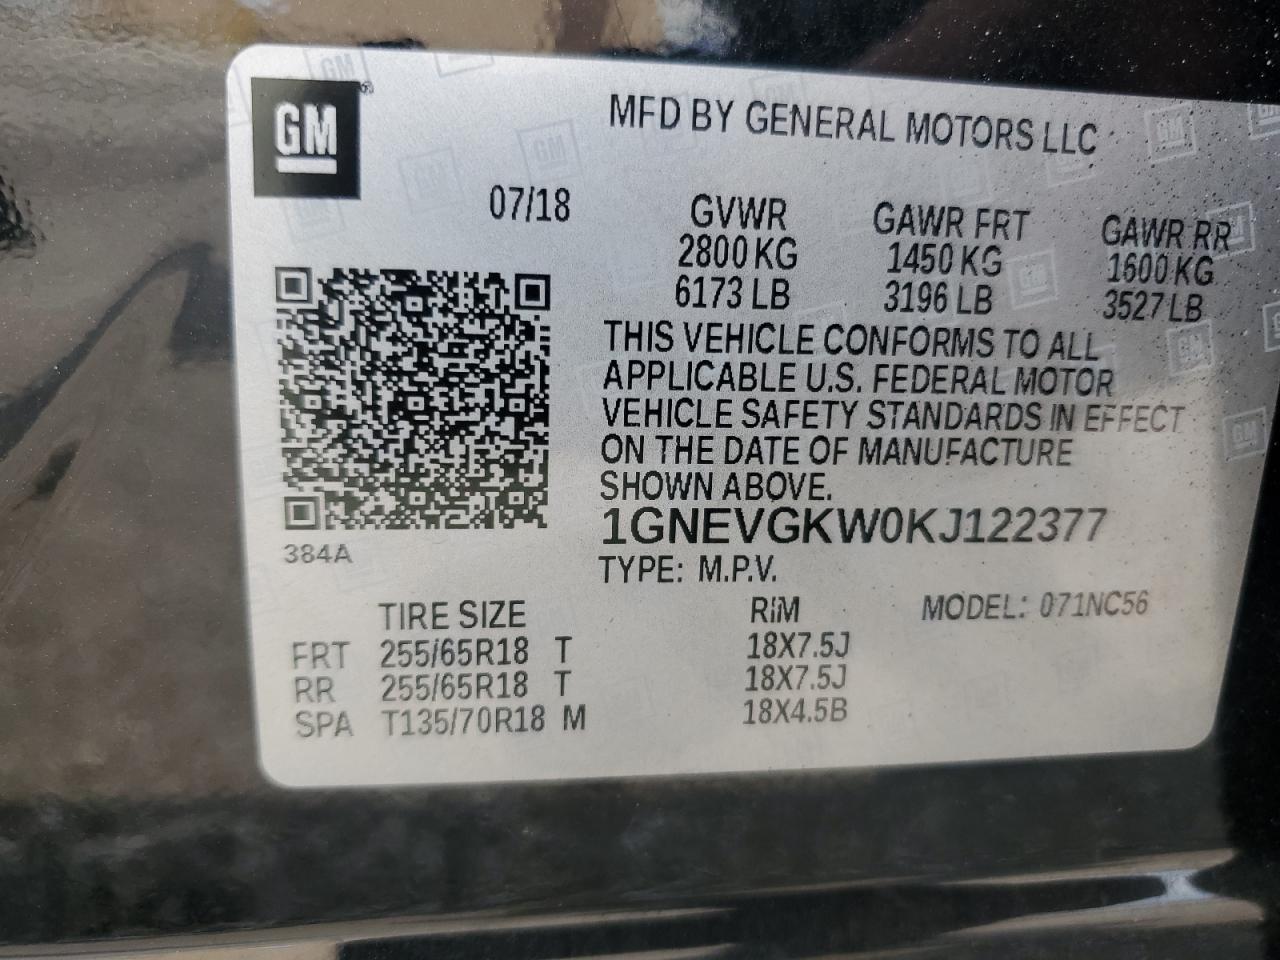 GM
MFD BY GENERAL MOTORS LLC
07/18
GVWR GAWR FRT GAWR RR
2800 KG 1450 KG 1600 KG
6173 LB 3196 LB 3527 LB
THIS VEHICLE CONFORMS TO ALL
APPLICABLE U.S. FEDERAL MOTOR
VEHICLE SAFETY STANDARDS IN EFFECT
ON THE DATE OF MANUFACTURE
SHOWN ABOVE.
1GNEVGKW0KJ122377
384A
TYPE: M.P.V.
TIRE SIZE RIM MODEL: 071NC56
FRT 255/65R18 T 18X7.5J
RR 255/65R18 T 18X7.5J
SPA T135/70R18 M 18X4.5B